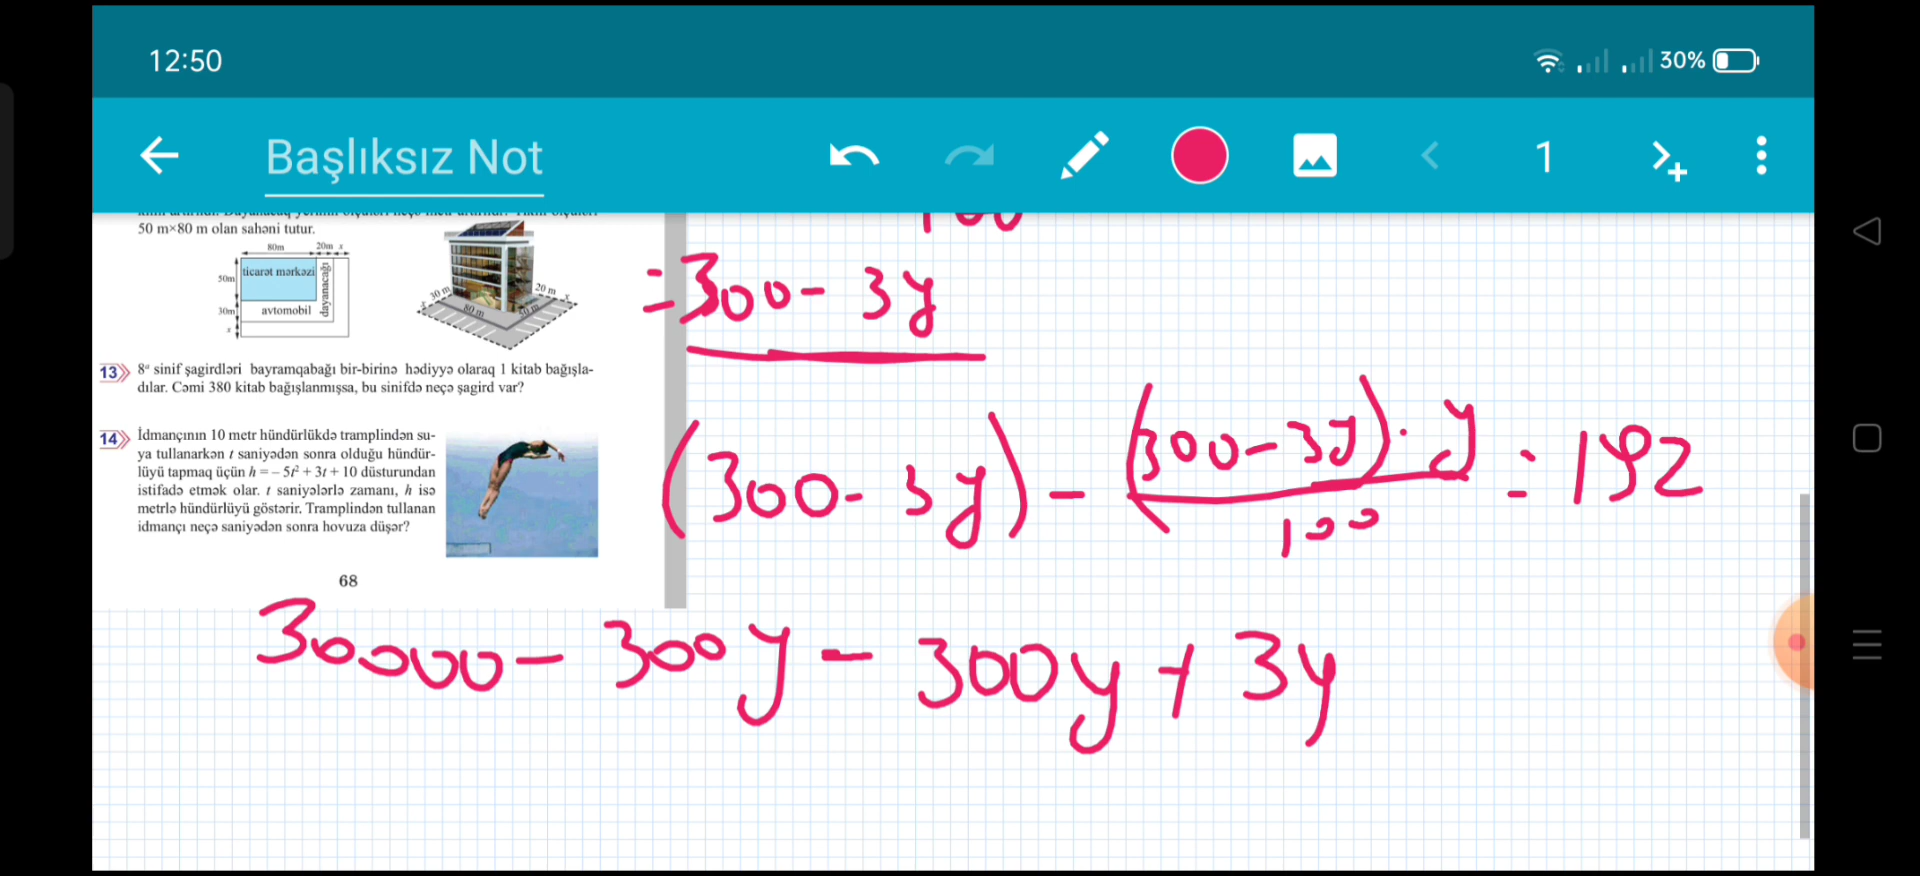 12:50
30%
Başlıksız Not
1
50 m×80 m olan sahəni tutur.
80m 20m x
50m ticarət mərkəzi
30m avtomobil dayanacağı
x
x 30 m 80 m 50 m 20 m x
13 8ᵃ sinif şagirdləri bayramqabağı bir-birinə hədiyyə olaraq 1 kitab bağışla-
dılar. Cəmi 380 kitab bağışlanmışsa, bu sinifdə neçə şagird var?
14 İdmançının 10 metr hündürlükdə tramplindən su-
ya tullanarkən t saniyədən sonra olduğu hündür-
lüyü tapmaq üçün h = – 5t² + 3t + 10 düsturundan
istifadə etmək olar. t saniyələrlə zamanı, h isə
metrlə hündürlüyü göstərir. Tramplindən tullanan
idmançı neçə saniyədən sonra hovuza düşər?
68
100
=300-3y
(300-3y) - (300-3y)·y / 100 = 192
30000-300y-300y+3y